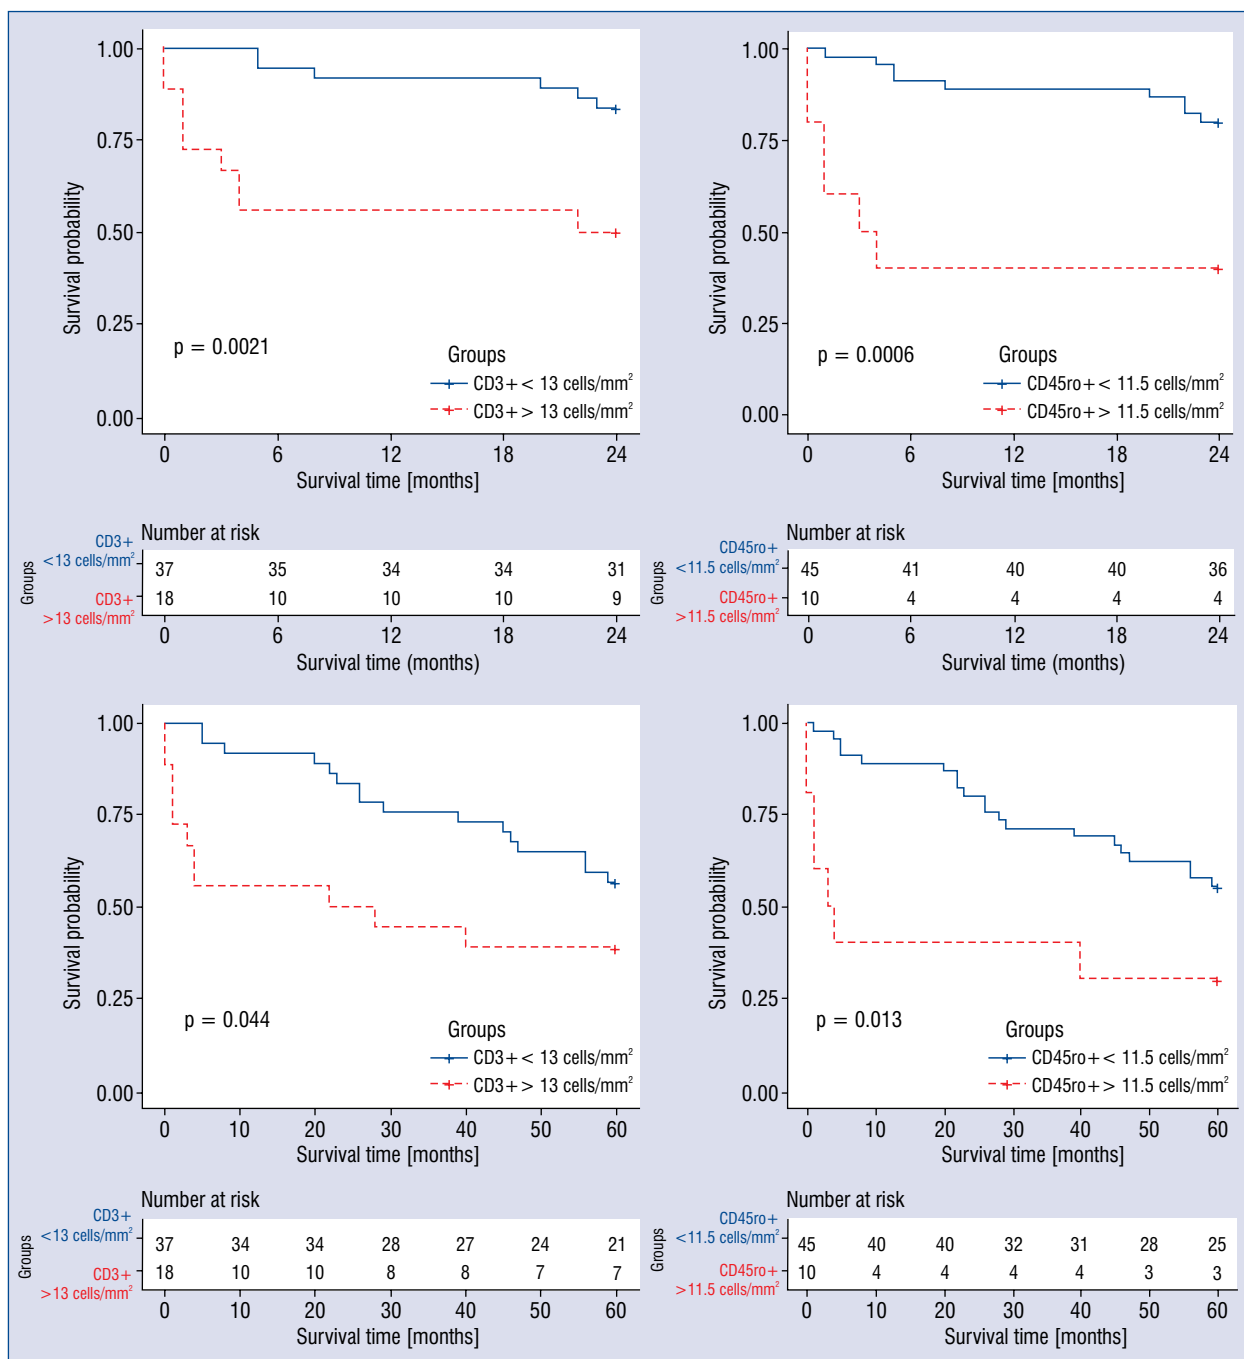 1.00
0.75
0.50
0.25
0.00
Survival probability
p = 0.0021
Groups
CD3+ < 13 cells/mm²
CD3+ > 13 cells/mm²
0 6 12 18 24
Survival time [months]
Number at risk
Groups
CD3+
<13 cells/mm²
37 35 34 34 31
CD3+
>13 cells/mm²
18 10 10 10 9
0 6 12 18 24
Survival time (months)
1.00
0.75
0.50
0.25
0.00
Survival probability
p = 0.0006
Groups
CD45ro+ < 11.5 cells/mm²
CD45ro+ > 11.5 cells/mm²
0 6 12 18 24
Survival time [months]
Number at risk
Groups
CD45ro+
<11.5 cells/mm²
45 41 40 40 36
CD45ro+
>11.5 cells/mm²
10 4 4 4 4
0 6 12 18 24
Survival time (months)
1.00
0.75
0.50
0.25
0.00
Survival probability
p = 0.044
Groups
CD3+ < 13 cells/mm²
CD3+ > 13 cells/mm²
0 10 20 30 40 50 60
Survival time [months]
Number at risk
Groups
CD3+
<13 cells/mm²
37 34 34 28 27 24 21
CD3+
>13 cells/mm²
18 10 10 8 8 7 7
0 10 20 30 40 50 60
Survival time [months]
1.00
0.75
0.50
0.25
0.00
Survival probability
p = 0.013
Groups
CD45ro+ < 11.5 cells/mm²
CD45ro+ > 11.5 cells/mm²
0 10 20 30 40 50 60
Survival time [months]
Number at risk
Groups
CD45ro+
<11.5 cells/mm²
45 40 40 32 31 28 25
CD45ro+
>11.5 cells/mm²
10 4 4 4 4 3 3
0 10 20 30 40 50 60
Survival time [months]